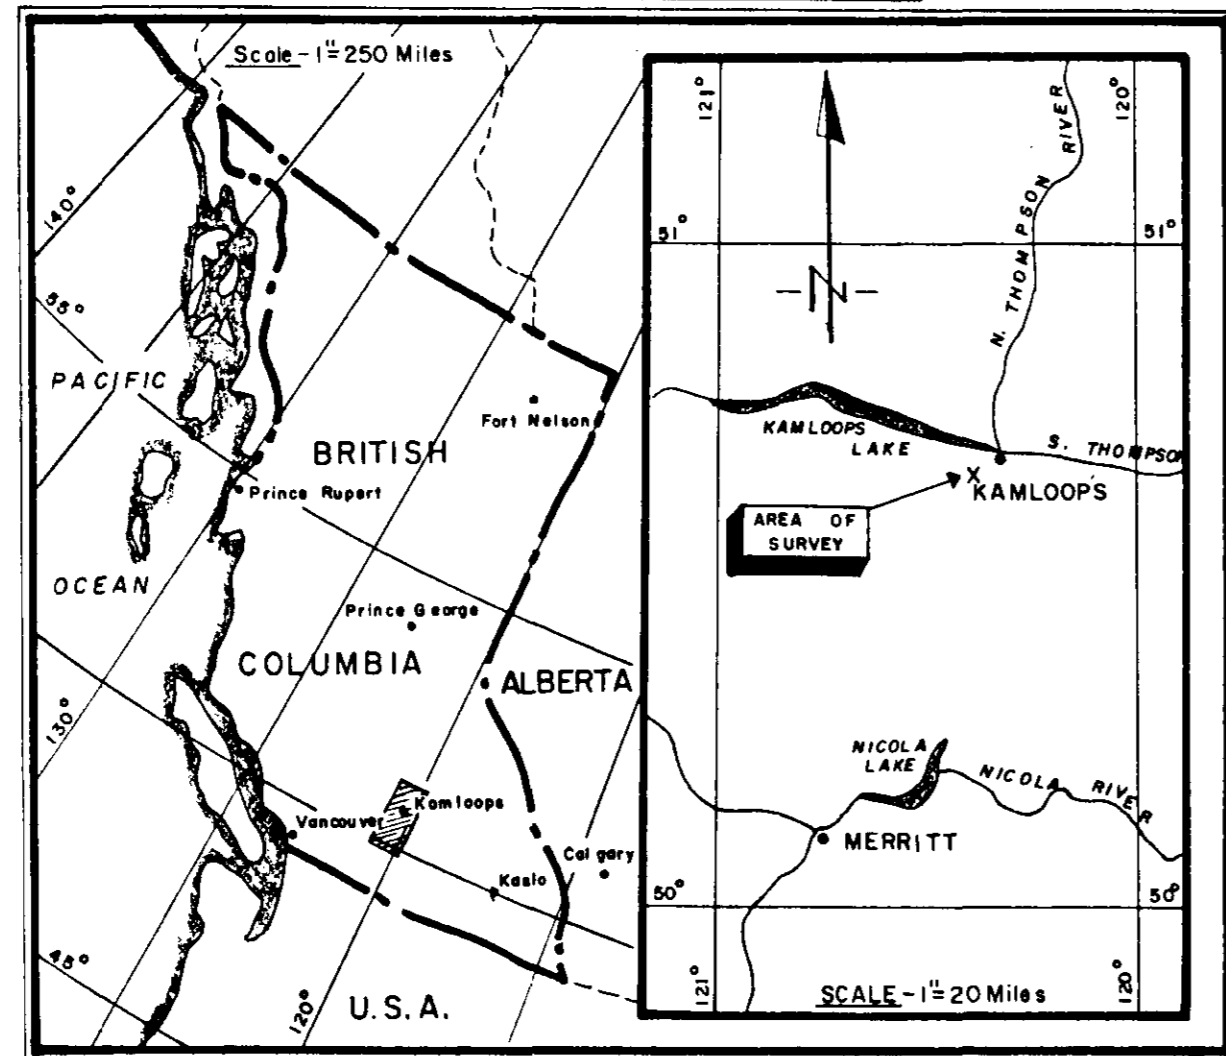 Scale - 1"= 250 Miles
140°
55°
PACIFIC
OCEAN
Fort Nelson
BRITISH
Prince Rupert
Prince George
COLUMBIA
ALBERTA
130°
Kamloops
Vancouver
Calgary
Kaslo
45°
120°
U.S.A.
121°
120°
N. THOMPSON RIVER
51°
51°
N
KAMLOOPS
LAKE
S. THOMPSON
X
KAMLOOPS
AREA OF
SURVEY
NICOLA
LAKE
NICOLA RIVER
MERRITT
50°
50°
121°
120°
SCALE - 1"= 20 Miles